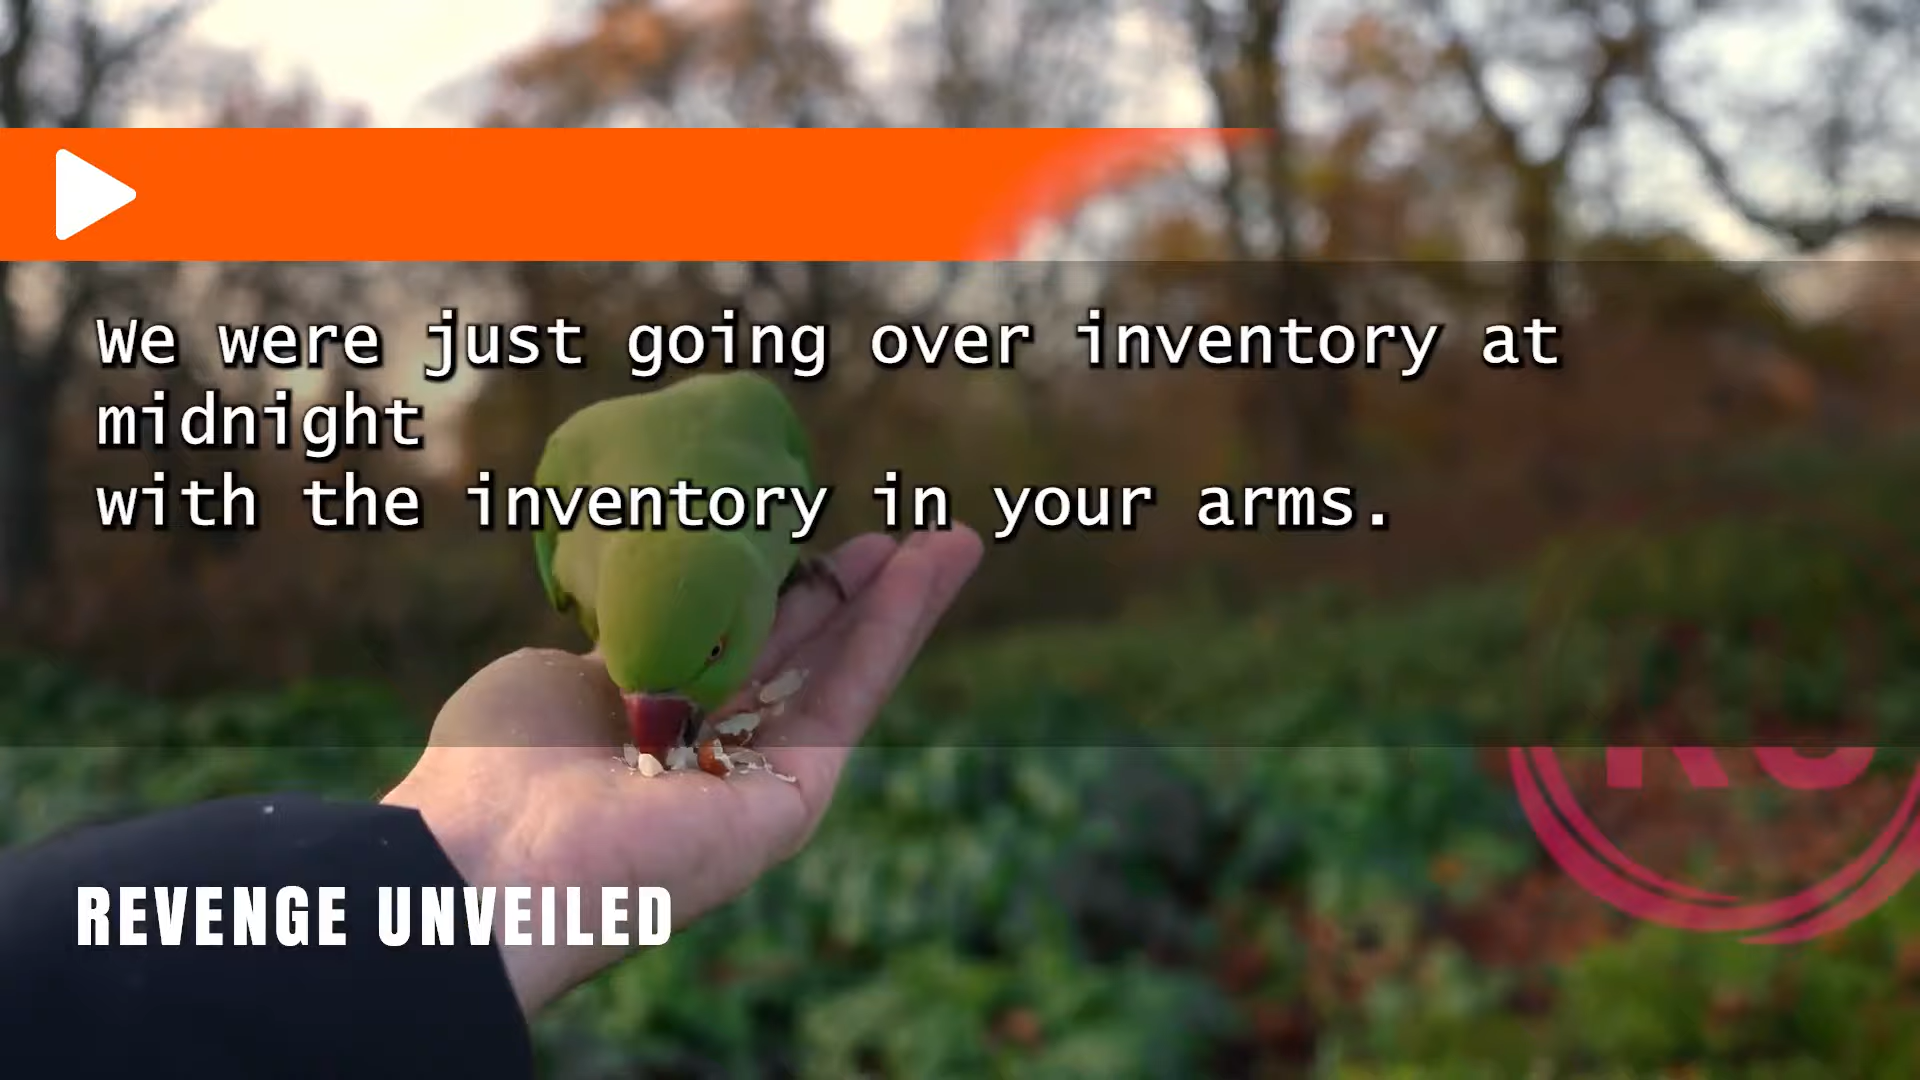 We were just going over inventory at
midnight
with the inventory in your arms.
REVENGE UNVEILED